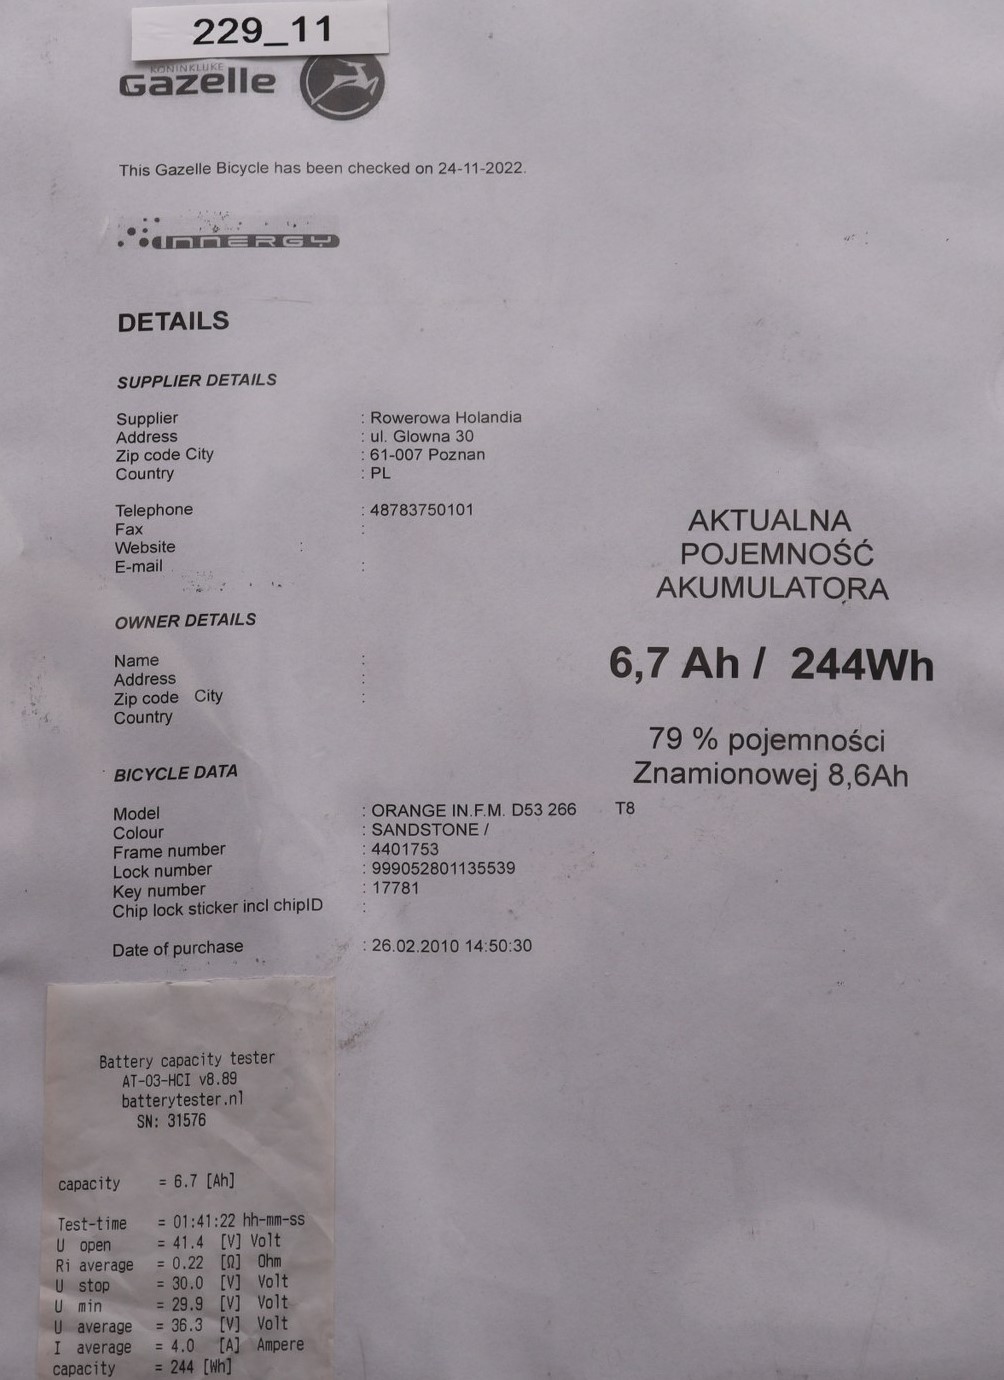 229_11
KONINKLIJKE
Gazelle
This Gazelle Bicycle has been checked on 24-11-2022.
INNERGY
DETAILS
SUPPLIER DETAILS
Supplier : Rowerowa Holandia
Address : ul. Glowna 30
Zip code City : 61-007 Poznan
Country : PL
Telephone : 48783750101
Fax :
Website :
E-mail :
AKTUALNA
POJEMNOŚĆ
AKUMULATORA
6,7 Ah / 244Wh
79 % pojemności
Znamionowej 8,6Ah
OWNER DETAILS
Name :
Address :
Zip code City :
Country
BICYCLE DATA
Model : ORANGE IN.F.M. D53 266 T8
Colour : SANDSTONE /
Frame number : 4401753
Lock number : 999052801135539
Key number : 17781
Chip lock sticker incl chipID :
Date of purchase : 26.02.2010 14:50:30
Battery capacity tester
AT-03-HCI v8.89
batterytester.nl
SN: 31576
capacity = 6.7 [Ah]
Test-time = 01:41:22 hh-mm-ss
U open = 41.4 [V] Volt
Ri average = 0.22 [Ω] Ohm
U stop = 30.0 [V] Volt
U min = 29.9 [V] Volt
U average = 36.3 [V] Volt
I average = 4.0 [A] Ampere
capacity = 244 [Wh]